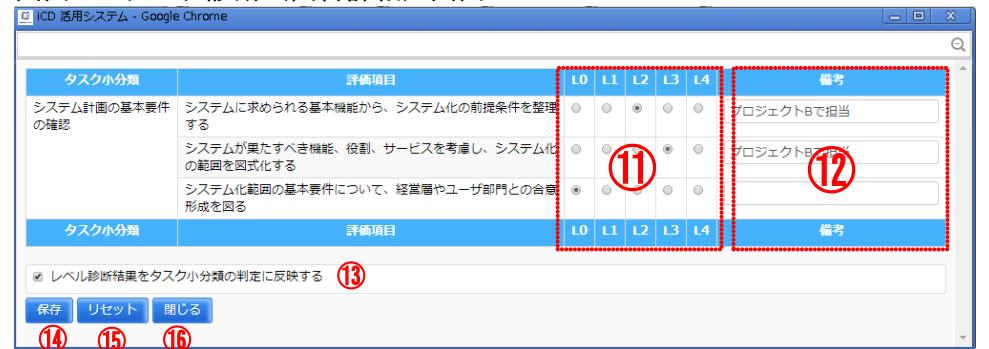 iCD 活用システム - Google Chrome
タスク小分類 評価項目 L0 L1 L2 L3 L4 備考
システム計画の基本要件の確認
システムに求められる基本機能から、システム化の前提条件を整理する
プロジェクトBで担当
システムが果たすべき機能、役割、サービスを考慮し、システム化の範囲を図式化する
プロジェクトBで担当
システム化範囲の基本要件について、経営層やユーザ部門との合意形成を図る
⑪
⑫
タスク小分類 評価項目 L0 L1 L2 L3 L4 備考
レベル診断結果をタスク小分類の判定に反映する ⑬
保存 リセット 閉じる
⑭ ⑮ ⑯